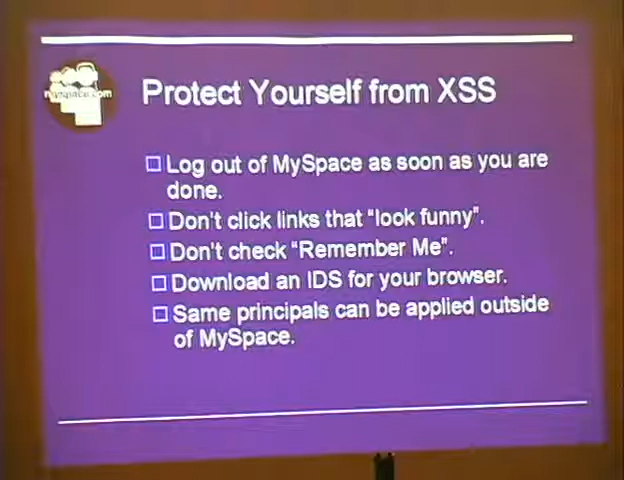 myspace.com
Protect Yourself from XSS
Log out of MySpace as soon as you are
done.
Don't click links that "look funny".
Don't check "Remember Me".
Download an IDS for your browser.
Same principals can be applied outside
of MySpace.